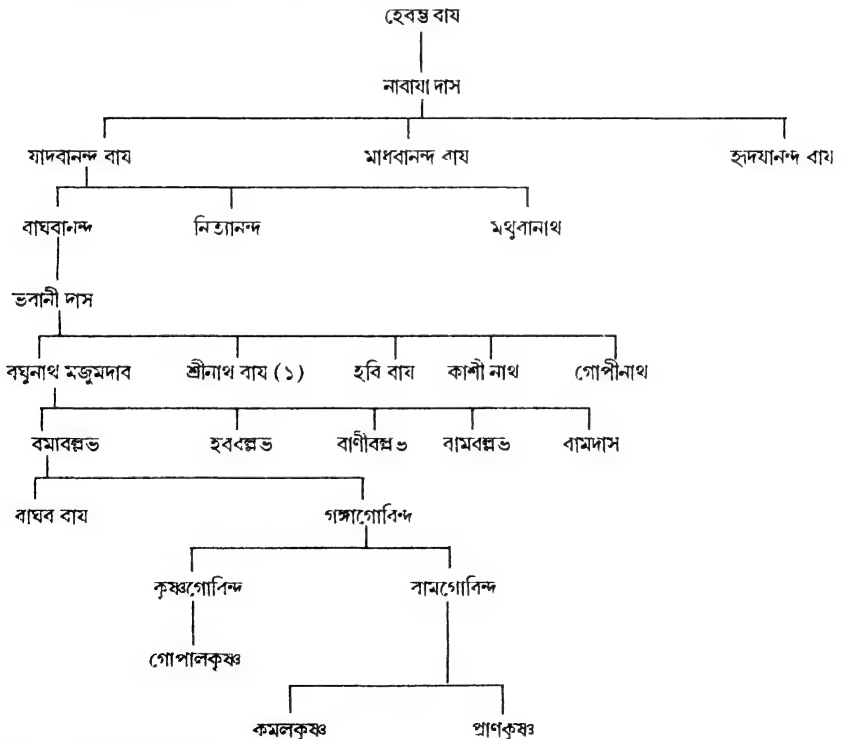 হেবম্ভ বায
নাবাযা দাস
যাদবানন্দ বায মাধবানন্দ বায হৃদযানন্দ বায
বাঘবানন্দ নিত্যানন্দ মথুবানাথ
ভবানী দাস
বঘুনাথ মজুমদাব শ্রীনাথ বায (১) হবি বায কাশী নাথ গোপীনাথ
বমাবল্লভ হববল্লভ বাণীবল্লভ বামবল্লভ বামদাস
বাঘব বায গঙ্গাগোবিন্দ
কৃষ্ণগোবিন্দ বামগোবিন্দ
গোপালকৃষ্ণ
কমলকৃষ্ণ প্রাণকৃষ্ণ